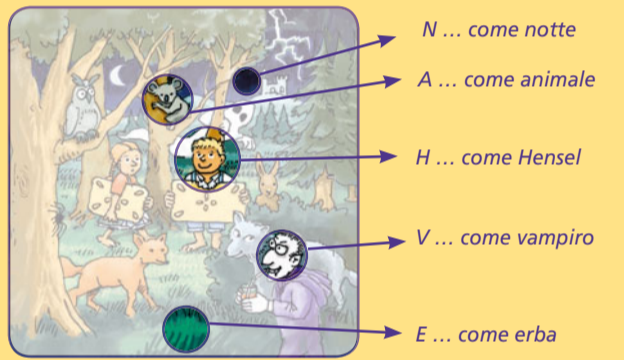 N ... come notte
A ... come animale
H ... come Hensel
V ... come vampiro
E ... come erba